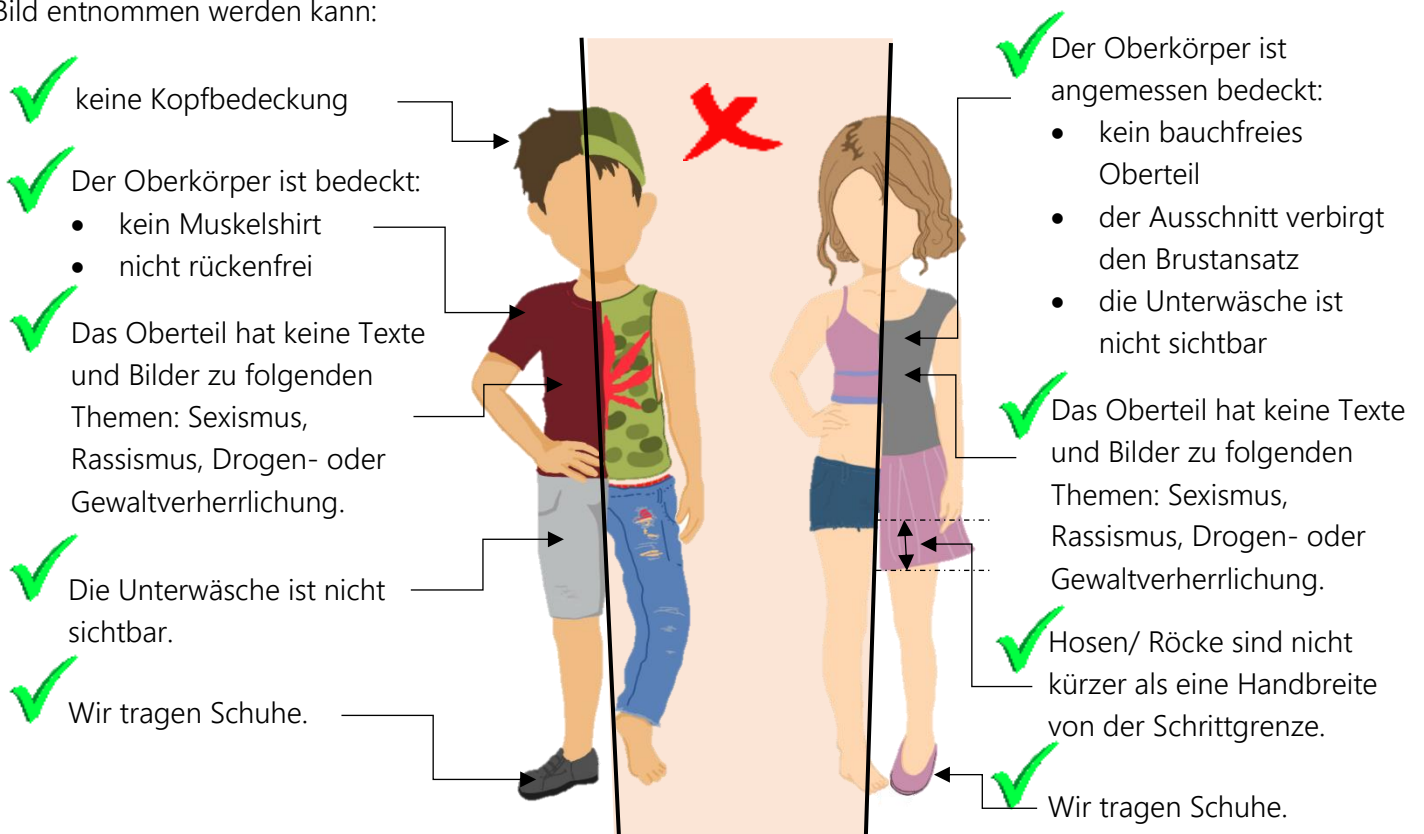 Bild entnommen werden kann:
keine Kopfbedeckung
Der Oberkörper ist bedeckt:
• kein Muskelshirt
• nicht rückenfrei
Das Oberteil hat keine Texte
und Bilder zu folgenden
Themen: Sexismus,
Rassismus, Drogen- oder
Gewaltverherrlichung.
Die Unterwäsche ist nicht
sichtbar.
Wir tragen Schuhe.
Der Oberkörper ist
angemessen bedeckt:
• kein bauchfreies
Oberteil
• der Ausschnitt verbirgt
den Brustansatz
• die Unterwäsche ist
nicht sichtbar
Das Oberteil hat keine Texte
und Bilder zu folgenden
Themen: Sexismus,
Rassismus, Drogen- oder
Gewaltverherrlichung.
Hosen/ Röcke sind nicht
kürzer als eine Handbreite
von der Schrittgrenze.
Wir tragen Schuhe.